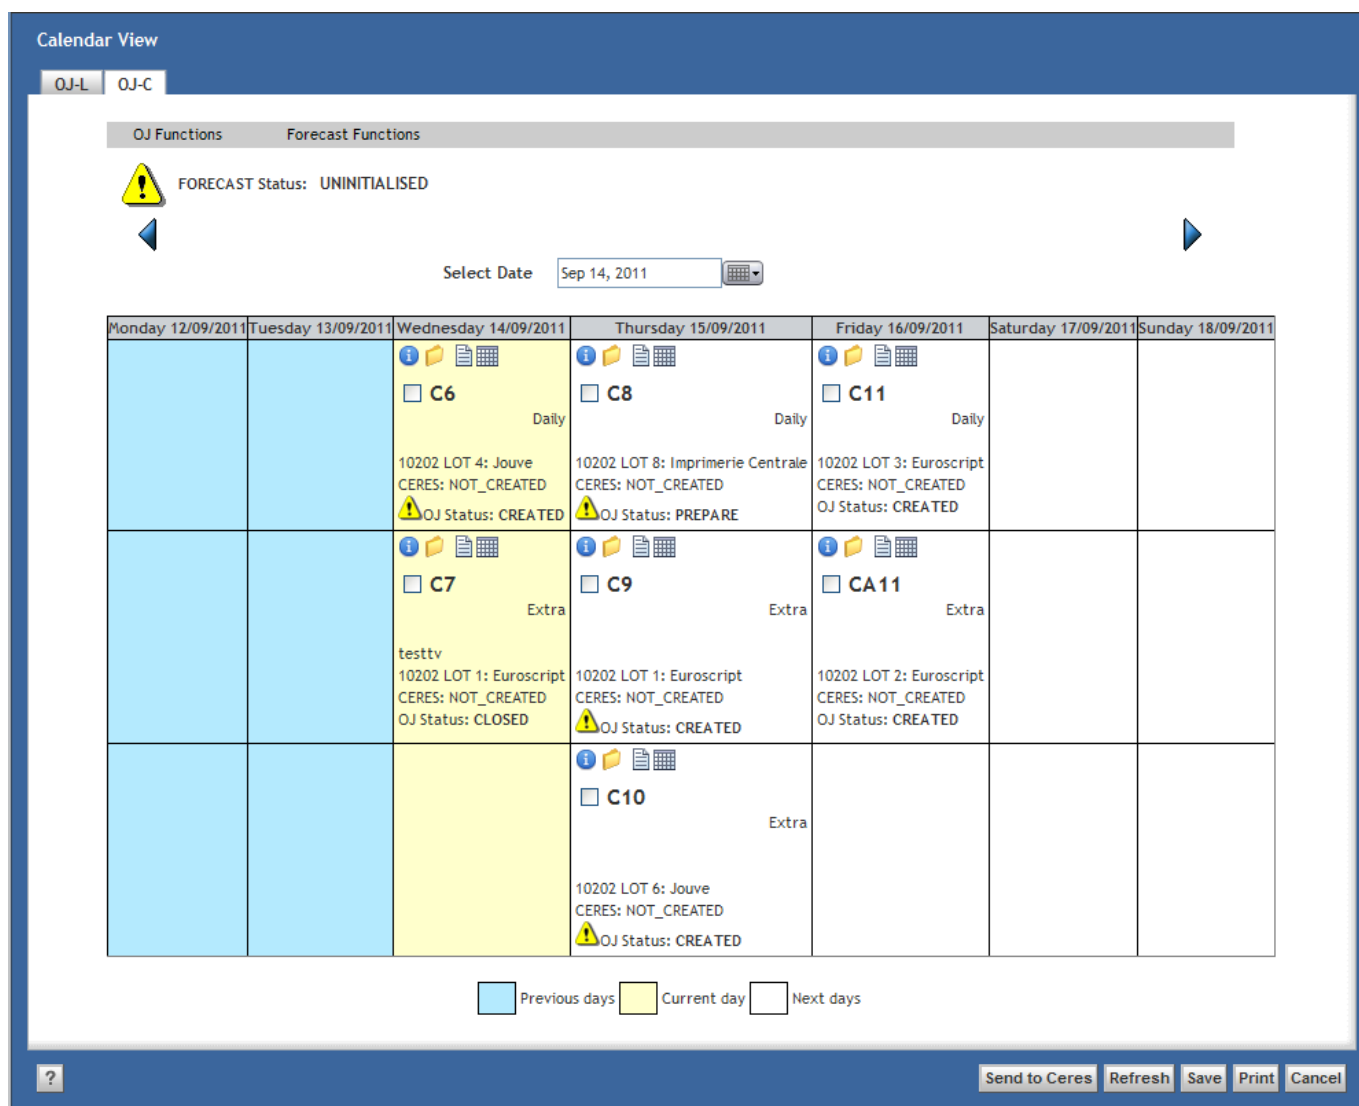 Calendar View
OJ-L OJ-C
OJ Functions Forecast Functions
FORECAST Status: UNINITIALISED
Select Date Sep 14, 2011
Monday 12/09/2011 Tuesday 13/09/2011 Wednesday 14/09/2011 Thursday 15/09/2011 Friday 16/09/2011 Saturday 17/09/2011 Sunday 18/09/2011
C6
Daily
10202 LOT 4: Jouve
CERES: NOT_CREATED
OJ Status: CREATED
C8
Daily
10202 LOT 8: Imprimerie Centrale
CERES: NOT_CREATED
OJ Status: PREPARE
C11
Daily
10202 LOT 3: Euroscript
CERES: NOT_CREATED
OJ Status: CREATED
C7
Extra
testtv
10202 LOT 1: Euroscript
CERES: NOT_CREATED
OJ Status: CLOSED
C9
Extra
10202 LOT 1: Euroscript
CERES: NOT_CREATED
OJ Status: CREATED
CA11
Extra
10202 LOT 2: Euroscript
CERES: NOT_CREATED
OJ Status: CREATED
C10
Extra
10202 LOT 6: Jouve
CERES: NOT_CREATED
OJ Status: CREATED
Previous days Current day Next days
? Send to Ceres Refresh Save Print Cancel